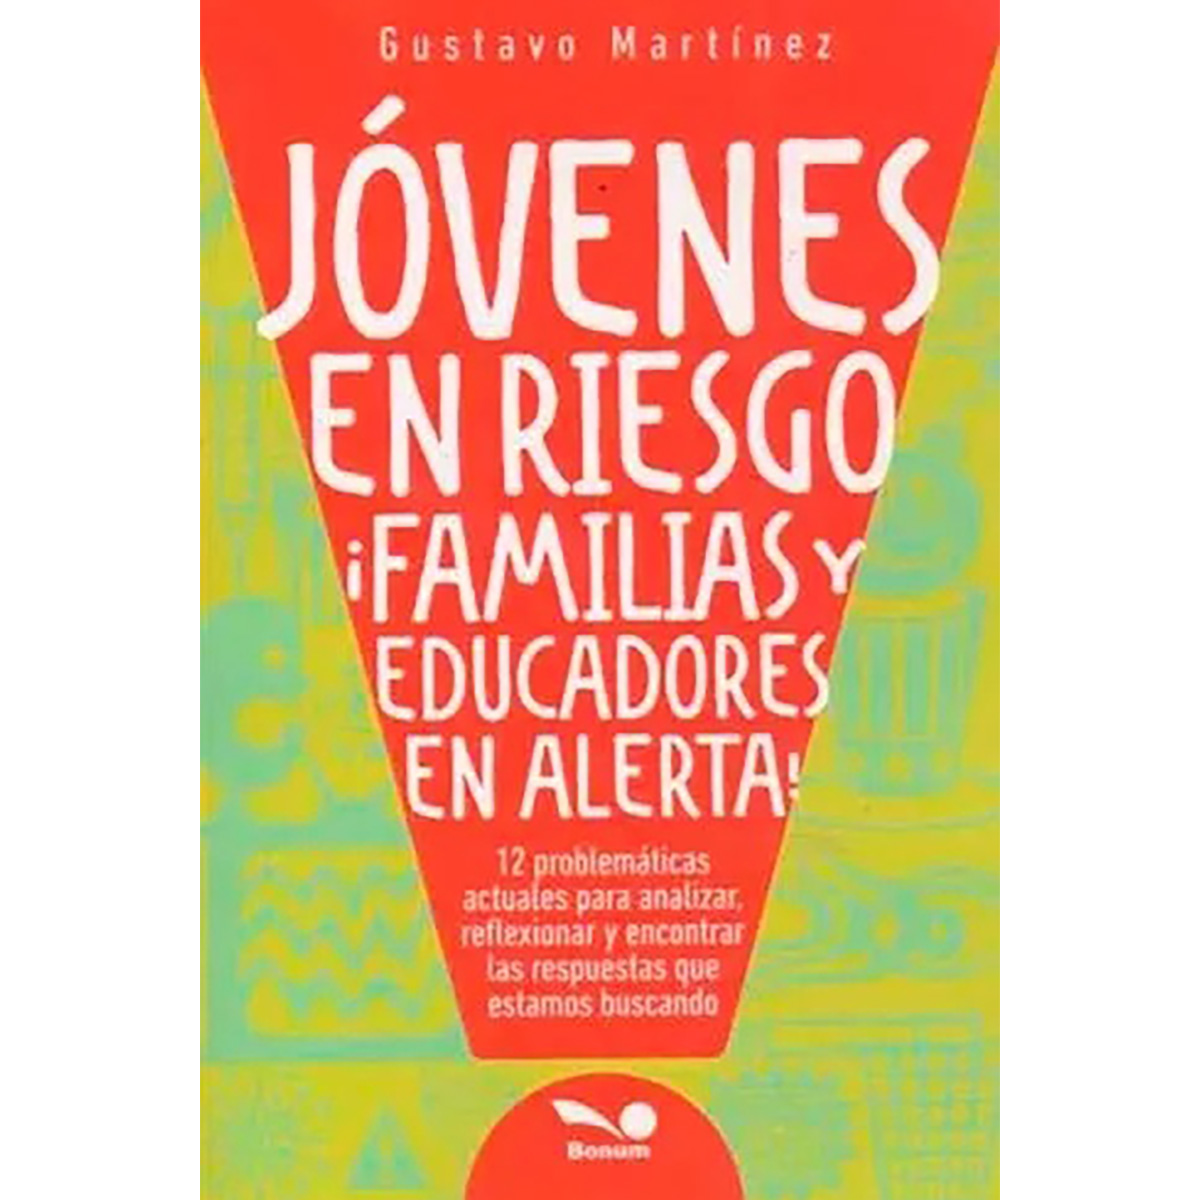 Gustavo Martínez
JÓVENES
EN RIESGO
¡FAMILIAS Y
EDUCADORES
EN ALERTA!
12 problemáticas
actuales para analizar,
reflexionar y encontrar
las respuestas que
estamos buscando
Bonum